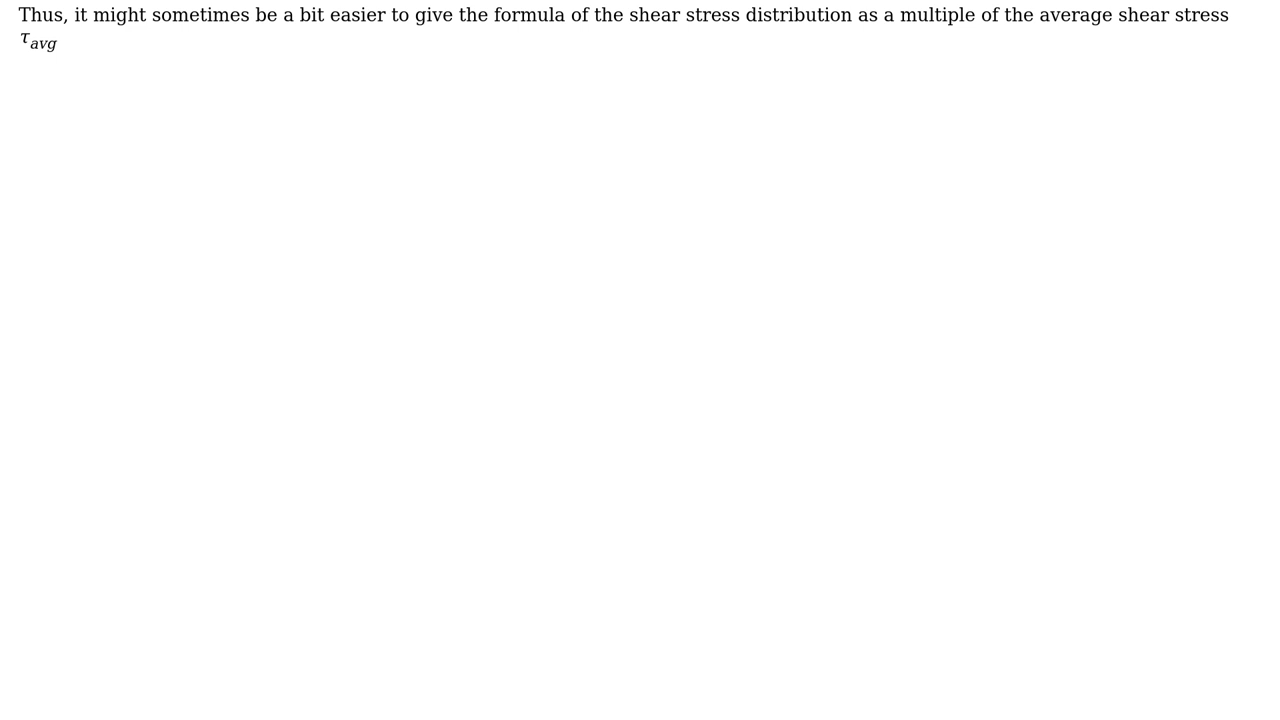 Thus, it might sometimes be a bit easier to give the formula of the shear stress distribution as a multiple of the average shear stress
τ_avg